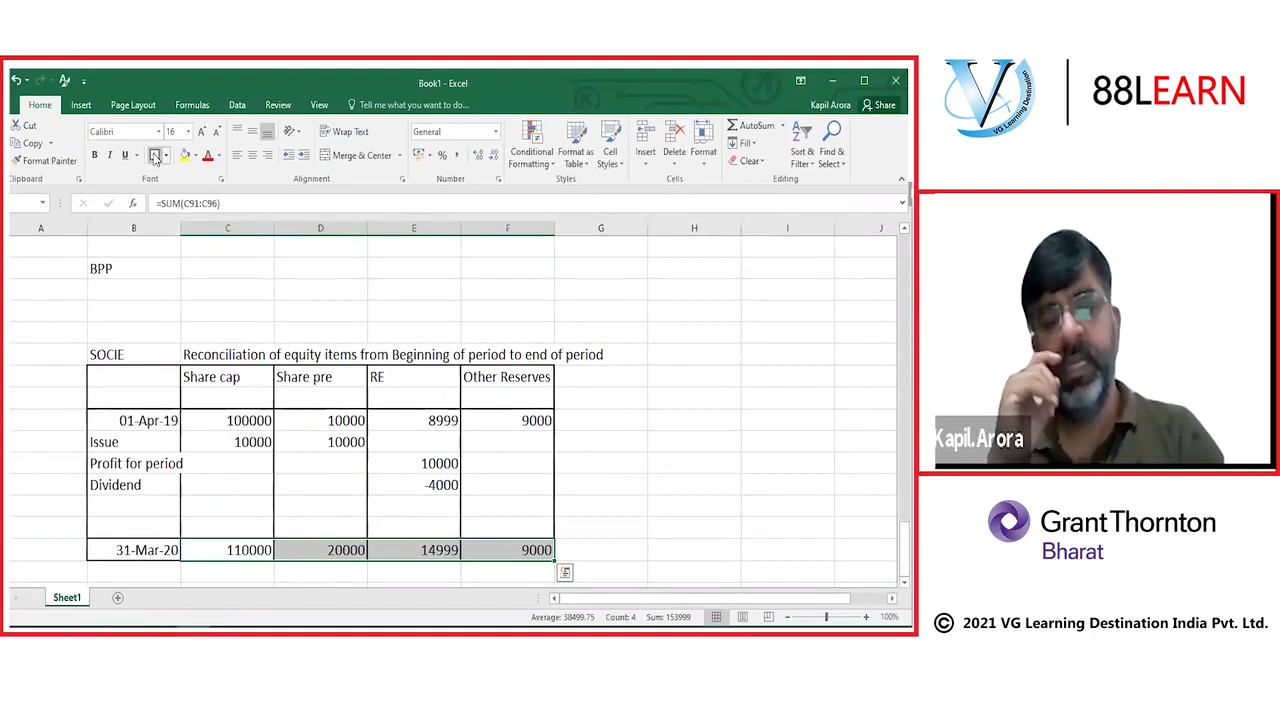 Book1 - Excel
Home Insert Page Layout Formulas Data Review View Tell me what you want to do... Kapil Arora Share
Cut
Copy
Format Painter
Calibri 16
B I U
Wrap Text
Merge & Center
General
% ,
Conditional Formatting
Format as Table
Cell Styles
Insert
Delete
Format
AutoSum
Fill
Clear
Sort & Filter
Find & Select
lipboard Font Alignment Number Styles Cells Editing
fx =SUM(C91:C96)
A B C D E F G H I J
BPP
SOCIE Reconciliation of equity items from Beginning of period to end of period
Share cap Share pre RE Other Reserves
01-Apr-19 100000 10000 8999 9000
Issue 10000 10000
Profit for period 10000
Dividend -4000
31-Mar-20 110000 20000 14999 9000
Sheet1
Average: 38499.75 Count: 4 Sum: 153999 100%
V
VG Learning Destination
88LEARN
Kapil.Arora
Grant Thornton
Bharat
© 2021 VG Learning Destination India Pvt. Ltd.